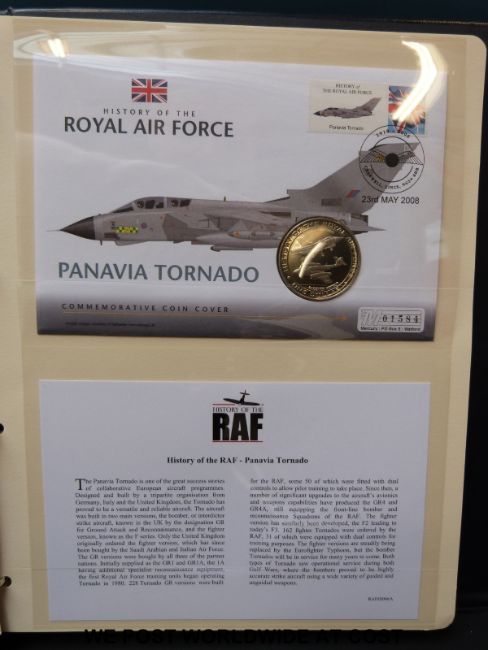 HISTORY OF THE
ROYAL AIR FORCE
HISTORY of
THE ROYAL AIR FORCE
Panavia Tornado
23rd MAY 2008
PANAVIA TORNADO
COMMEMORATIVE COIN COVER
01584
Mercury - PO Box 2 - Watford
HISTORY OF THE
RAF
History of the RAF - Panavia Tornado
The Panavia Tornado is one of the great success stories
of collaborative European aircraft programmes.
Designed and built by a tripartite organisation from
Germany, Italy and the United Kingdom, the Tornado has
proved to be a versatile and reliable aircraft. The aircraft
was built in two main versions, the bomber, or interdictor
strike aircraft, known in the UK by the designation GR
for Ground Attack and Reconnaissance, and the fighter
version, known as the F series. Only the United Kingdom
originally ordered the fighter version, which has since
been bought by the Saudi Arabian and Italian Air Force.
The GR versions were bought by all three of the partner
nations. Initially supplied as the GR1 and GR1A, the 1A
having additional specialist reconnaissance equipment,
the first Royal Air Force training units began operating
Tornado in 1980. 228 Tornado GR versions were built
for the RAF, some 50 of which were fitted with dual
controls to allow pilot training to take place. Since then, a
number of significant upgrades to the aircraft's avionics
and weapons capabilities have produced the GR4 and
GR4A, still equipping the front-line bomber and
reconnaissance Squadrons of the RAF. The fighter
version has similarly been developed, the F2 leading to
today's F3. 162 fighter Tornados were ordered by the
RAF, 31 of which were equipped with dual controls for
training purposes. The fighter versions are steadily being
replaced by the Eurofighter Typhoon, but the bomber
Tornados will be in service for many years to come. Both
types of Tornado saw operational service during both
Gulf Wars, where the bombers proved to be highly
accurate strike aircraft using a wide variety of guided and
unguided weapons.
WE POST WORLDWIDE AT COST